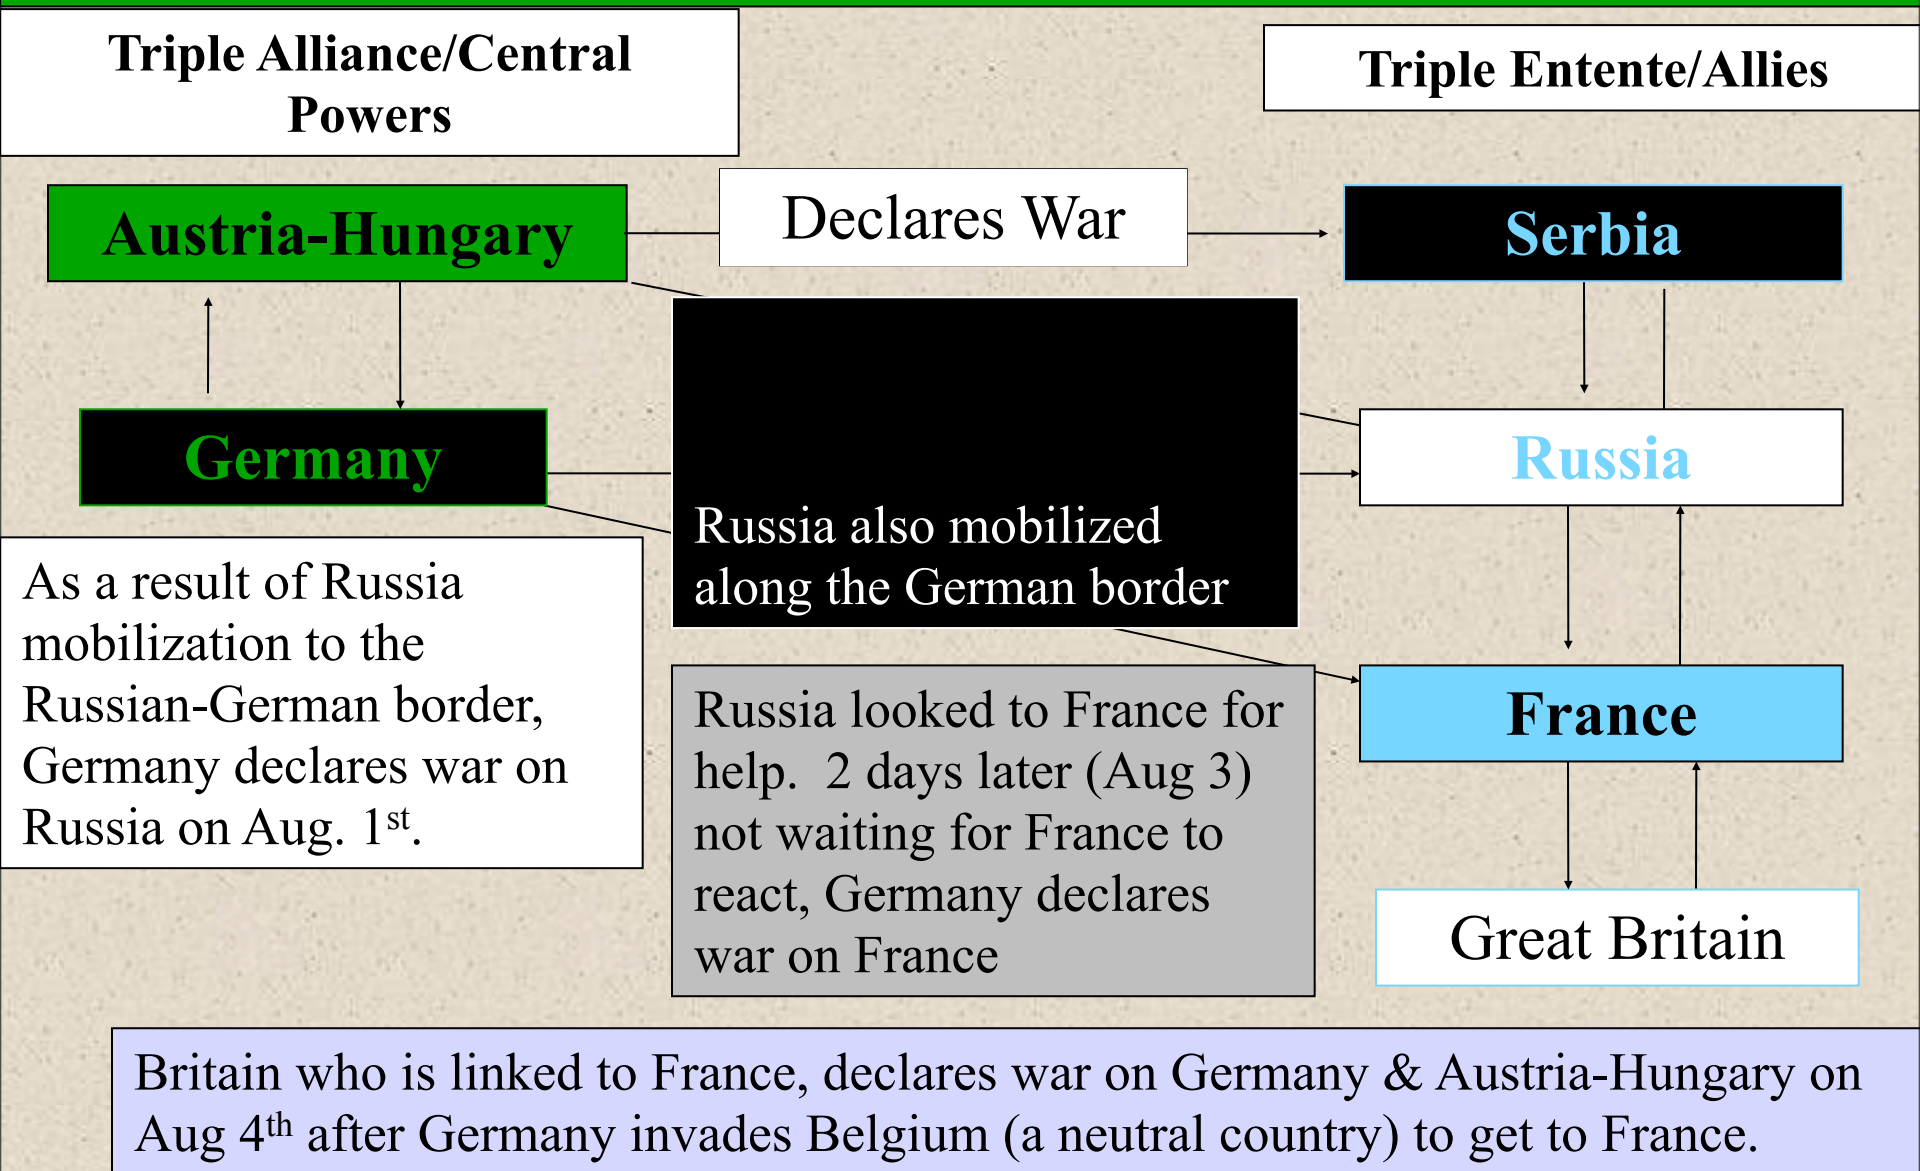 Triple Alliance/Central
Powers
Triple Entente/Allies
Austria-Hungary
Declares War
Serbia
Germany
Russia
Russia also mobilized
along the German border
As a result of Russia
mobilization to the
Russian-German border,
Germany declares war on
Russia on Aug. 1st.
Russia looked to France for
help.  2 days later (Aug 3)
not waiting for France to
react, Germany declares
war on France
France
Great Britain
Britain who is linked to France, declares war on Germany & Austria-Hungary on
Aug 4th after Germany invades Belgium (a neutral country) to get to France.